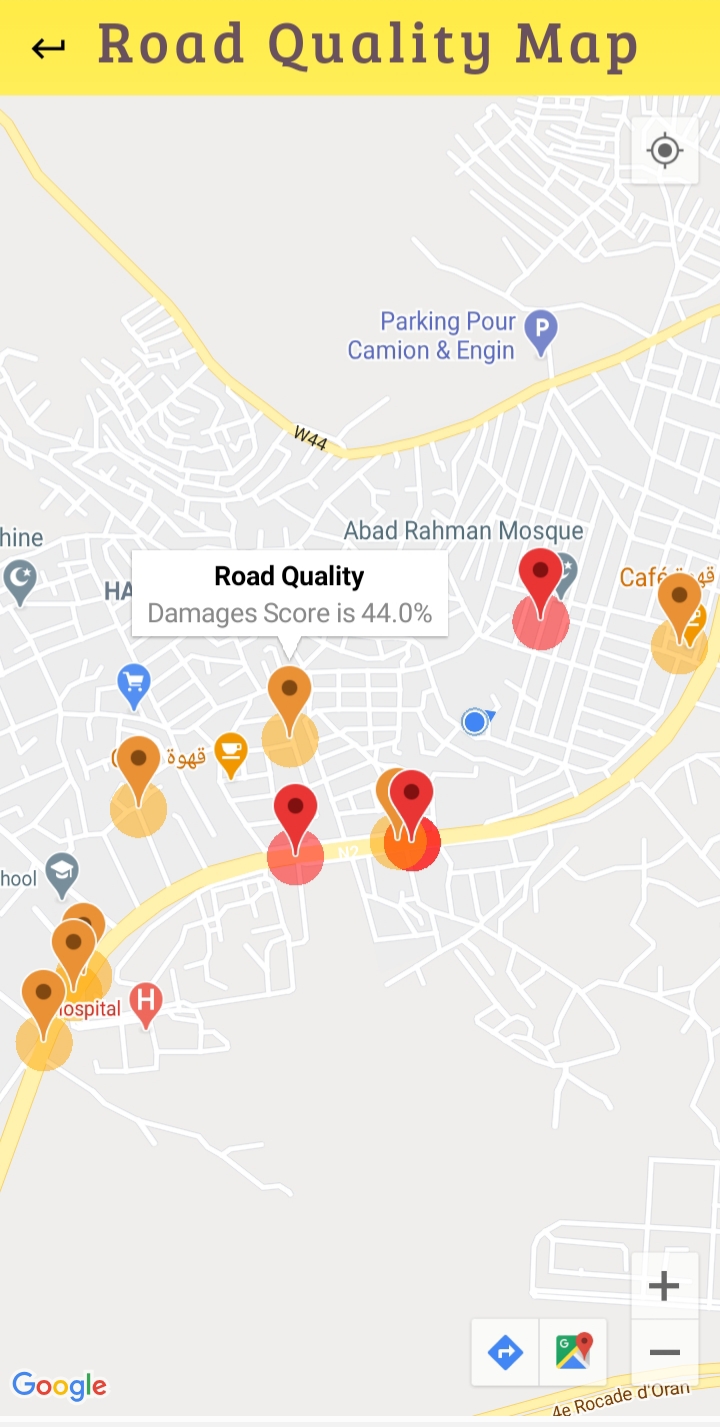 Road Quality Map
Parking Pour
Camion & Engin
P
W44
hine
Abad Rahman Mosque
HA
Road Quality
Damages Score is 44.0%
Café
قهوة
N2
hool
ospital
H
G
Google
4e Rocade d'Oran